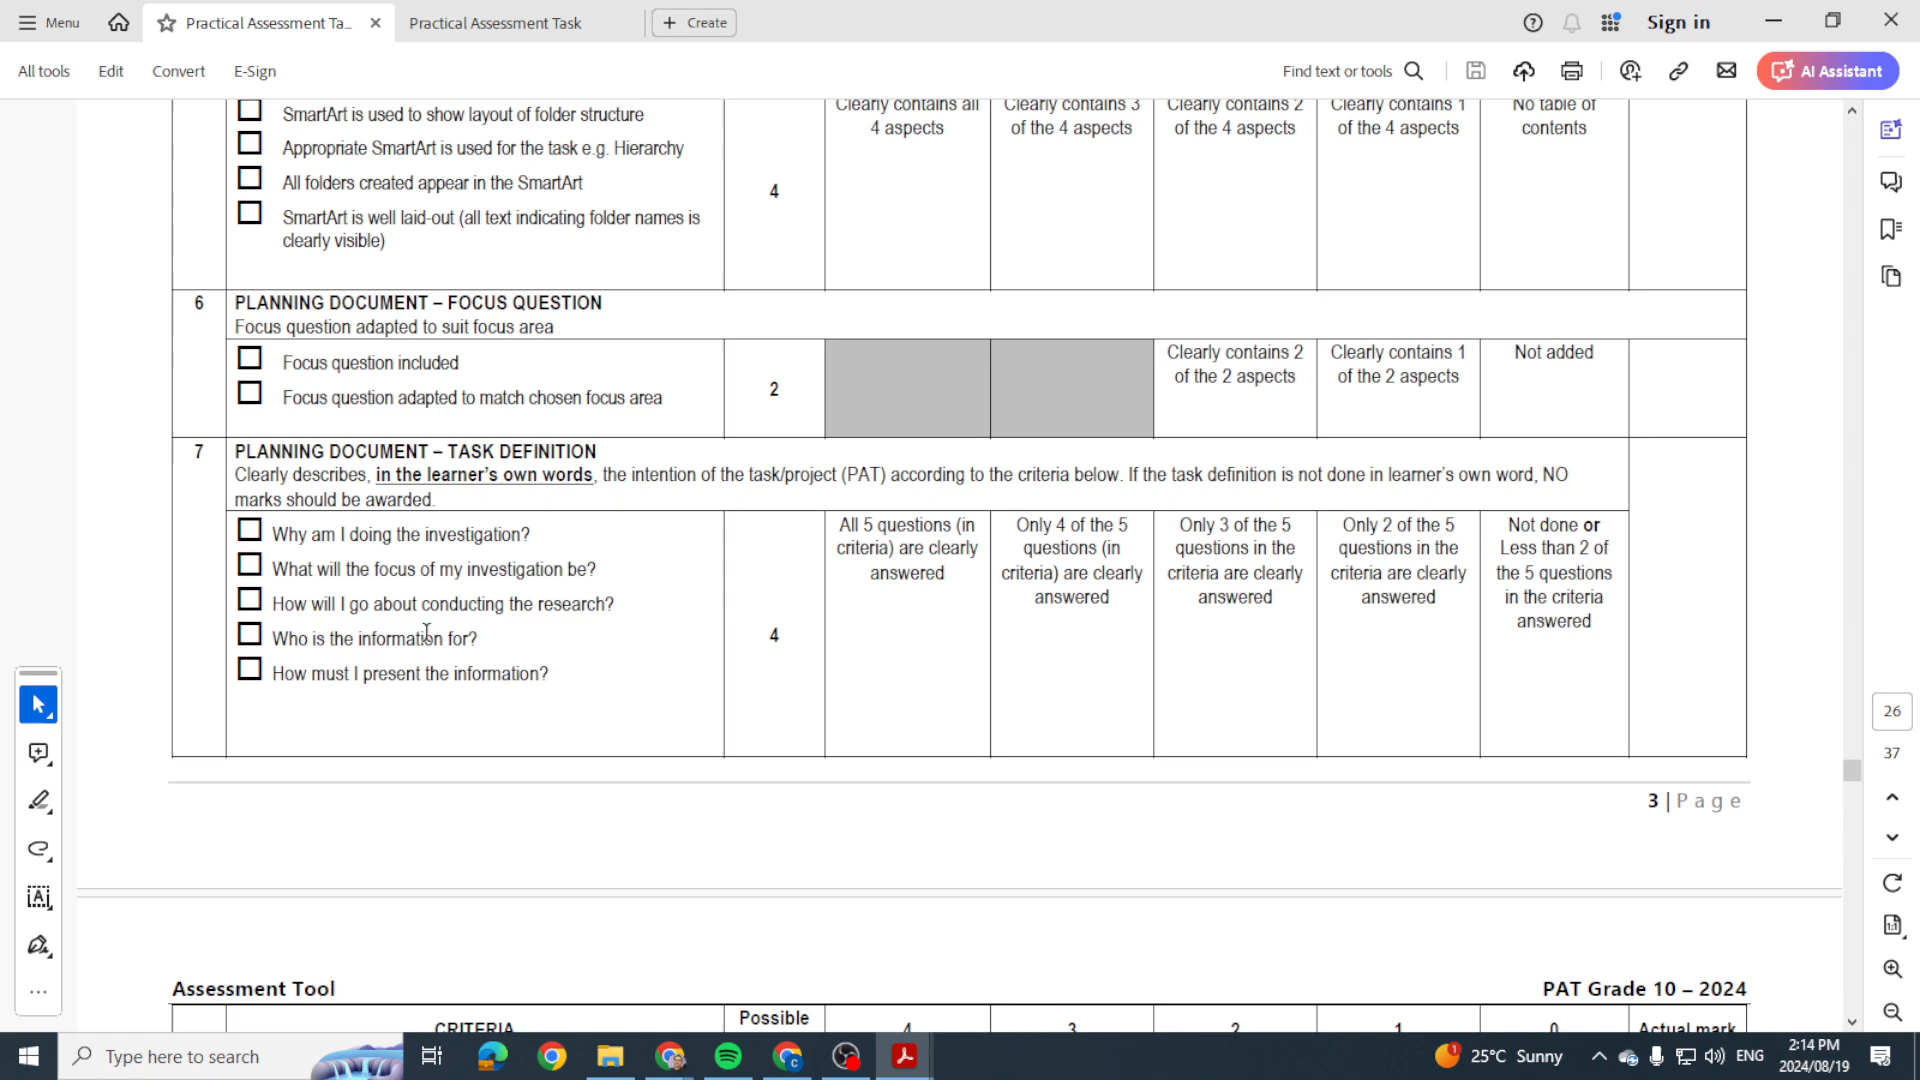 Menu
Practical Assessment Ta...
Practical Assessment Task
Create
Sign in
All tools
Edit
Convert
E-Sign
Find text or tools
AI Assistant
SmartArt is used to show layout of folder structure
Appropriate SmartArt is used for the task e.g. Hierarchy
All folders created appear in the SmartArt
SmartArt is well laid-out (all text indicating folder names is
clearly visible)
4
Clearly contains all
4 aspects
Clearly contains 3
of the 4 aspects
Clearly contains 2
of the 4 aspects
Clearly contains 1
of the 4 aspects
No table of
contents
6
PLANNING DOCUMENT – FOCUS QUESTION
Focus question adapted to suit focus area
Focus question included
Focus question adapted to match chosen focus area
2
Clearly contains 2
of the 2 aspects
Clearly contains 1
of the 2 aspects
Not added
7
PLANNING DOCUMENT – TASK DEFINITION
Clearly describes, in the learner's own words, the intention of the task/project (PAT) according to the criteria below. If the task definition is not done in learner's own word, NO
marks should be awarded.
Why am I doing the investigation?
What will the focus of my investigation be?
How will I go about conducting the research?
Who is the information for?
How must I present the information?
4
All 5 questions (in
criteria) are clearly
answered
Only 4 of the 5
questions (in
criteria) are clearly
answered
Only 3 of the 5
questions in the
criteria are clearly
answered
Only 2 of the 5
questions in the
criteria are clearly
answered
Not done or
Less than 2 of
the 5 questions
in the criteria
answered
3 | Page
Assessment Tool
PAT Grade 10 – 2024
CRITERIA
Possible
4
3
2
1
0
Actual mark
26
37
Type here to search
1
25°C Sunny
ENG
2:14 PM
2024/08/19